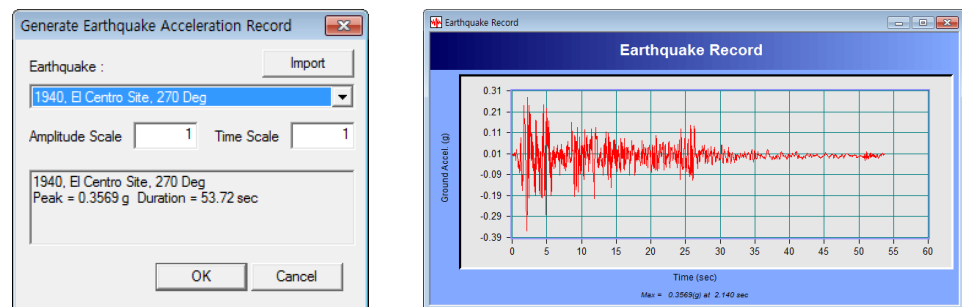 Generate Earthquake Acceleration Record
Earthquake :
Import
1940, El Centro Site, 270 Deg
Amplitude Scale 1 Time Scale 1
1940, El Centro Site, 270 Deg
Peak = 0.3569 g Duration = 53.72 sec
OK Cancel
Earthquake Record
Earthquake Record
Ground Accel. (g)
0.31
0.21
0.11
0.01
-0.09
-0.19
-0.29
-0.39
0 5 10 15 20 25 30 35 40 45 50 55 60
Time (sec)
Max = 0.3569(g) at 2.140 sec